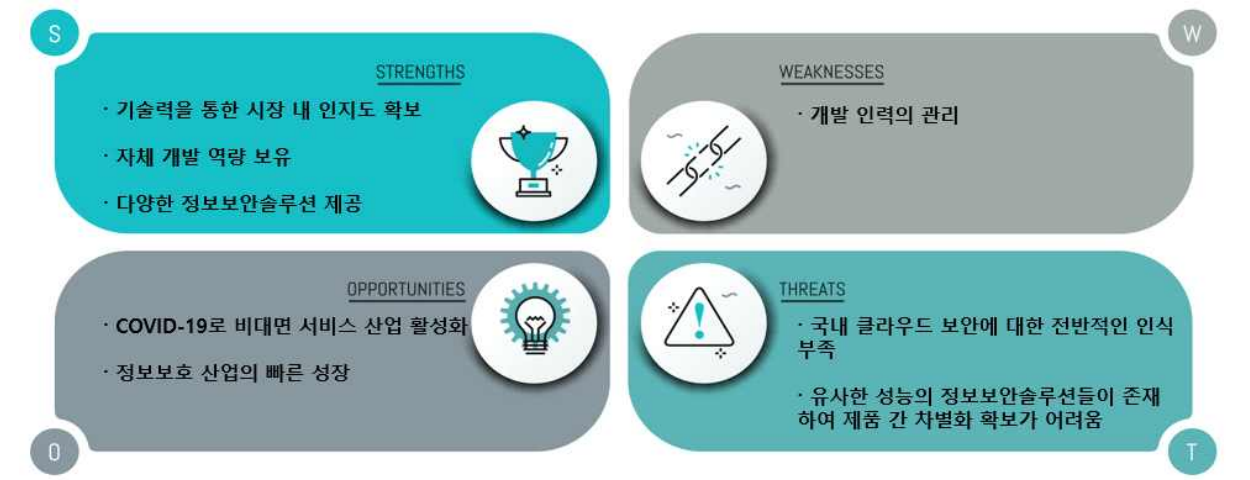 S
STRENGTHS
· 기술력을 통한 시장 내 인지도 확보
· 자체 개발 역량 보유
· 다양한 정보보안솔루션 제공
W
WEAKNESSES
· 개발 인력의 관리
OPPORTUNITIES
· COVID-19로 비대면 서비스 산업 활성화
· 정보보호 산업의 빠른 성장
O
THREATS
· 국내 클라우드 보안에 대한 전반적인 인식
부족
· 유사한 성능의 정보보안솔루션들이 존재
하여 제품 간 차별화 확보가 어려움
T